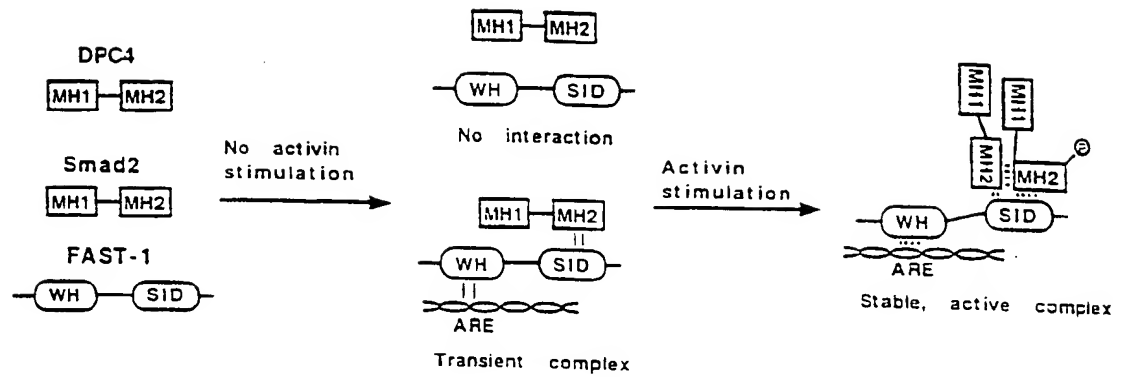 DPC4
MH1 MH2
Smad2
MH1 MH2
FAST-1
WH SID
No activin
stimulation
MH1 MH2
WH SID
No interaction
MH1 MH2
WH SID
ARE
Transient complex
Activin
stimulation
MH1
MH1
MH2
MH2
WH SID
ARE
Stable, active complex